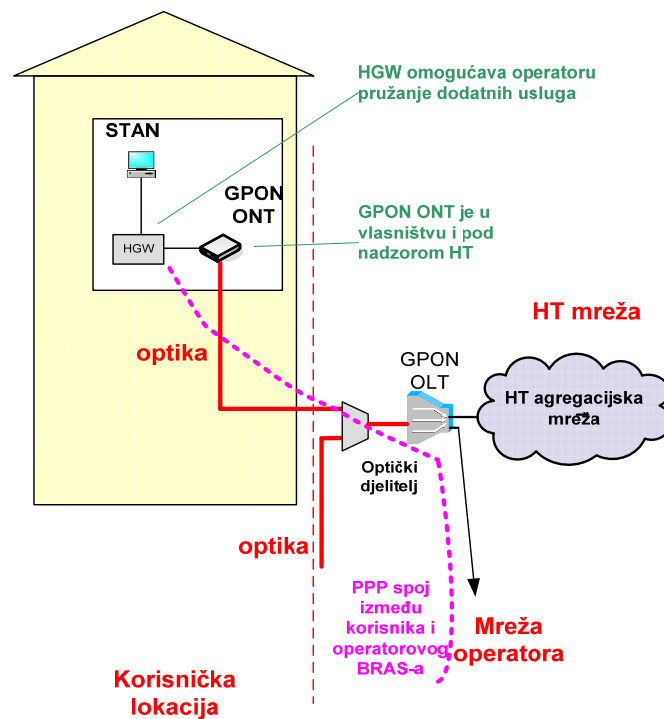 HGW omogućava operatoru
pružanje dodatnih usluga
STAN
GPON
ONT
HGW
GPON ONT je u
vlasništvu i pod
nadzorom HT
HT mreža
optika
GPON
OLT
HT agregacijska
mreža
Optički
djelitelj
optika
PPP spoj
između
korisnika i
operatorovog
BRAS-a
Mreža
operatora
Korisnička
lokacija